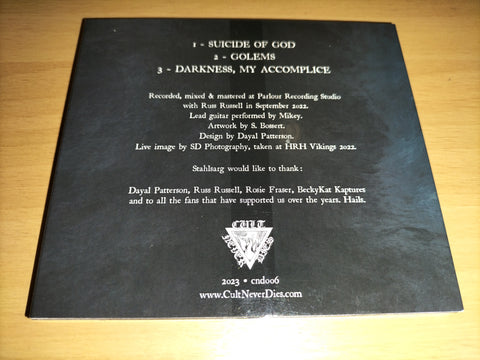 1 - SUICIDE OF GOD
2 - GOLEMS
3 - DARKNESS, MY ACCOMPLICE
Recorded, mixed & mastered at Parlour Recording Studio
with Russ Russell in September 2022.
Lead guitar performed by Mikey.
Artwork by S. Bossert.
Design by Dayal Patterson.
Live image by SD Photography, taken at HRH Vikings 2022.
Stahlsarg would like to thank:
Dayal Patterson, Russ Russell, Rosie Fraser, BeckyKat Kaptures
and to all the fans that have supported us over the years. Hails.
CULT
NEVER DIES
2023 • cnd006
www.CultNeverDies.com